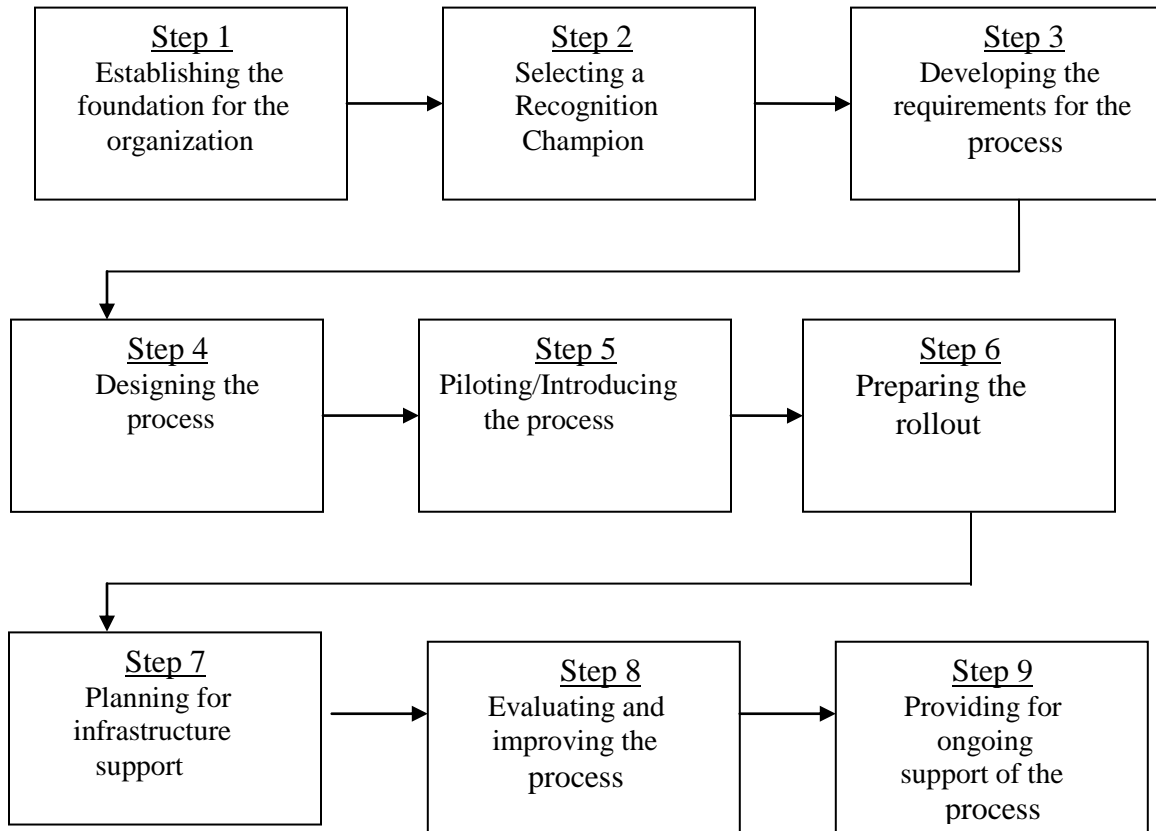 Step 1
Establishing the
foundation for the
organization
Step 2
Selecting a
Recognition
Champion
Step 3
Developing the
requirements for the
process
Step 4
Designing the
process
Step 5
Piloting/Introducing
the process
Step 6
Preparing the
rollout
Step 7
Planning for
infrastructure
support
Step 8
Evaluating and
improving the
process
Step 9
Providing for
ongoing
support of the
process